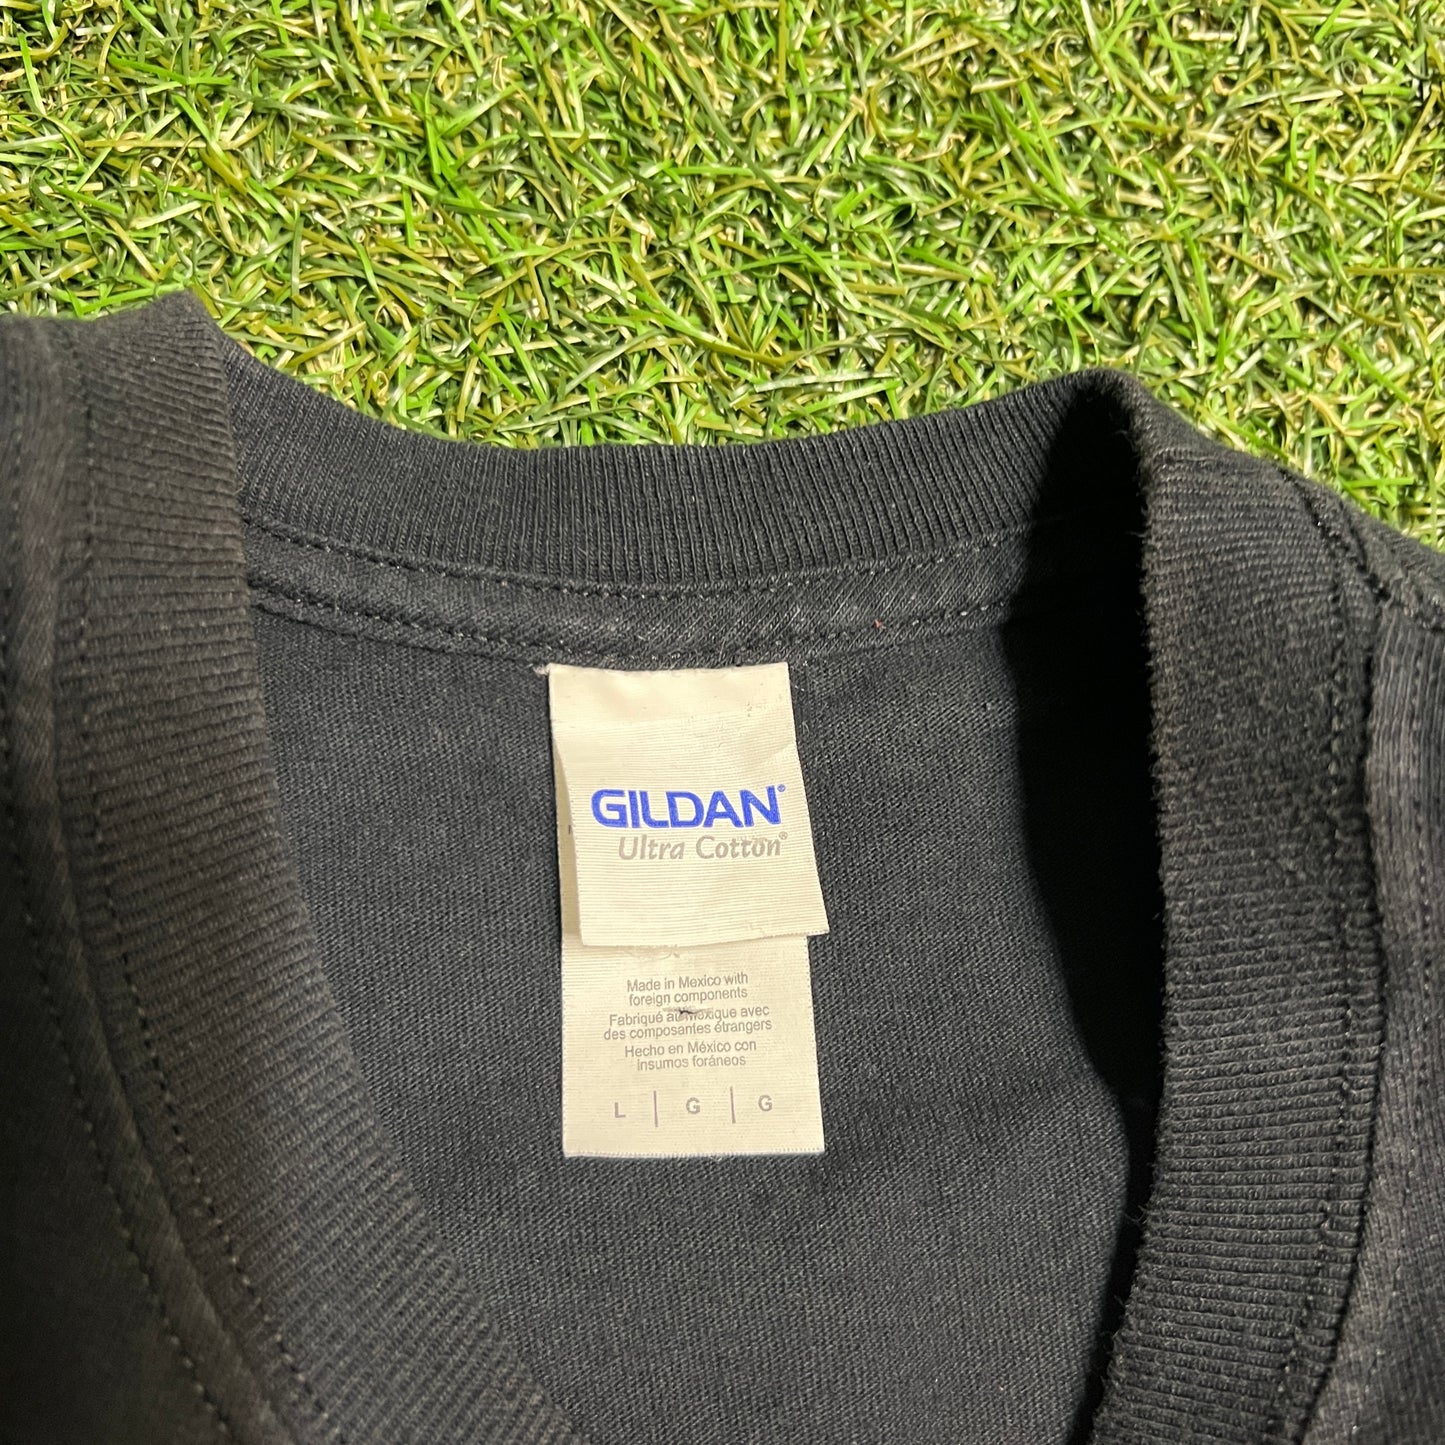 GILDAN®
Ultra Cotton®
Made in Mexico with
foreign components
Fabriqué au Mexique avec
des composantes étrangers
Hecho en México con
insumos foráneos
L | G | G